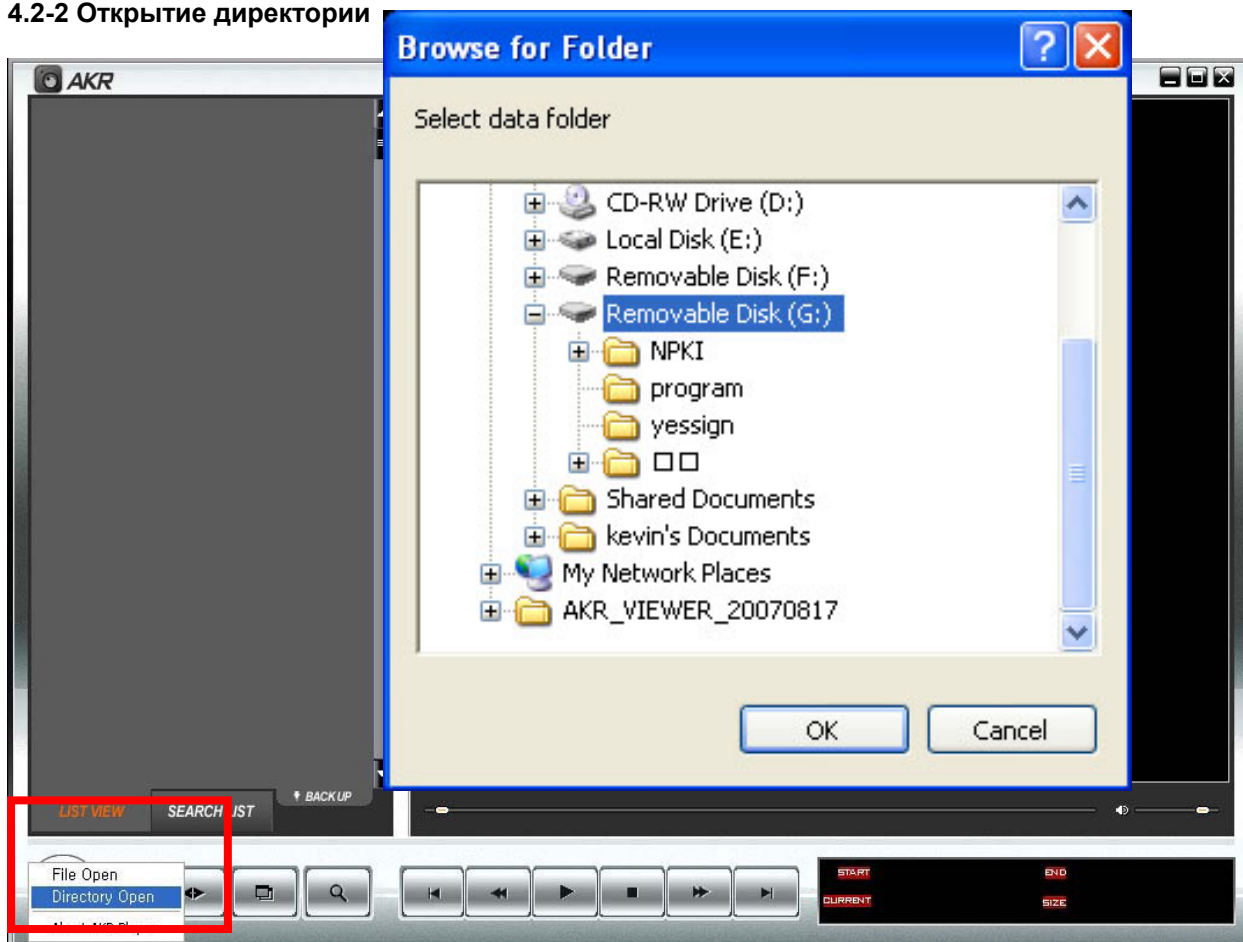 4.2-2 Открытие директории
Browse for Folder
AKR
Select data folder
CD-RW Drive (D:)
Local Disk (E:)
Removable Disk (F:)
Removable Disk (G:)
NPKI
program
yessign
Shared Documents
kevin's Documents
My Network Places
AKR_VIEWER_20070817
OK
Cancel
LIST VIEW
SEARCH LIST
BACKUP
File Open
Directory Open
START
END
CURRENT
SIZE